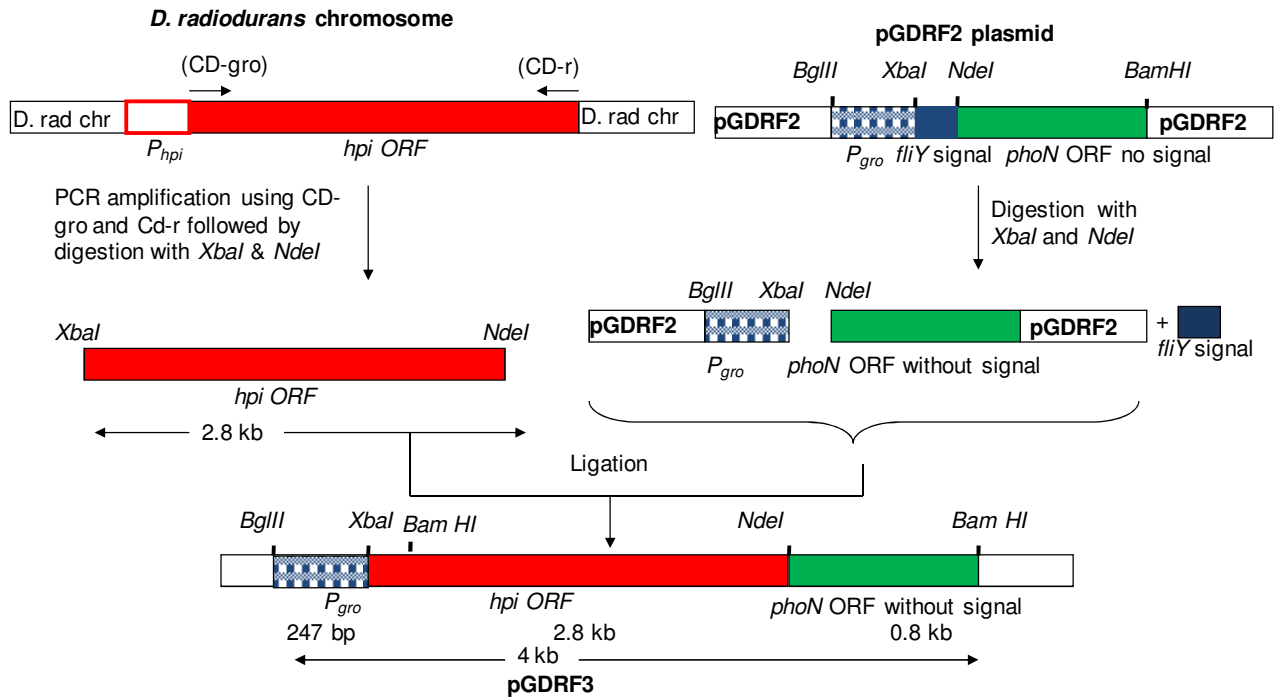 D. radiodurans chromosome
(CD-gro)
(CD-r)
D. rad chr
D. rad chr
Phpi
hpi ORF
PCR amplification using CD-
gro and Cd-r followed by
digestion with XbaI & NdeI
pGDRF2 plasmid
BglII XbaI NdeI BamHI
pGDRF2
pGDRF2
Pgro fliY signal phoN ORF no signal
Digestion with
XbaI and NdeI
XbaI NdeI
hpi ORF
2.8 kb
BglII XbaI NdeI
pGDRF2
pGDRF2
+
fliY
signal
Pgro phoN ORF without signal
Ligation
BglII XbaI Bam HI NdeI Bam HI
Pgro hpi ORF phoN ORF without signal
247 bp 2.8 kb 0.8 kb
4 kb
pGDRF3